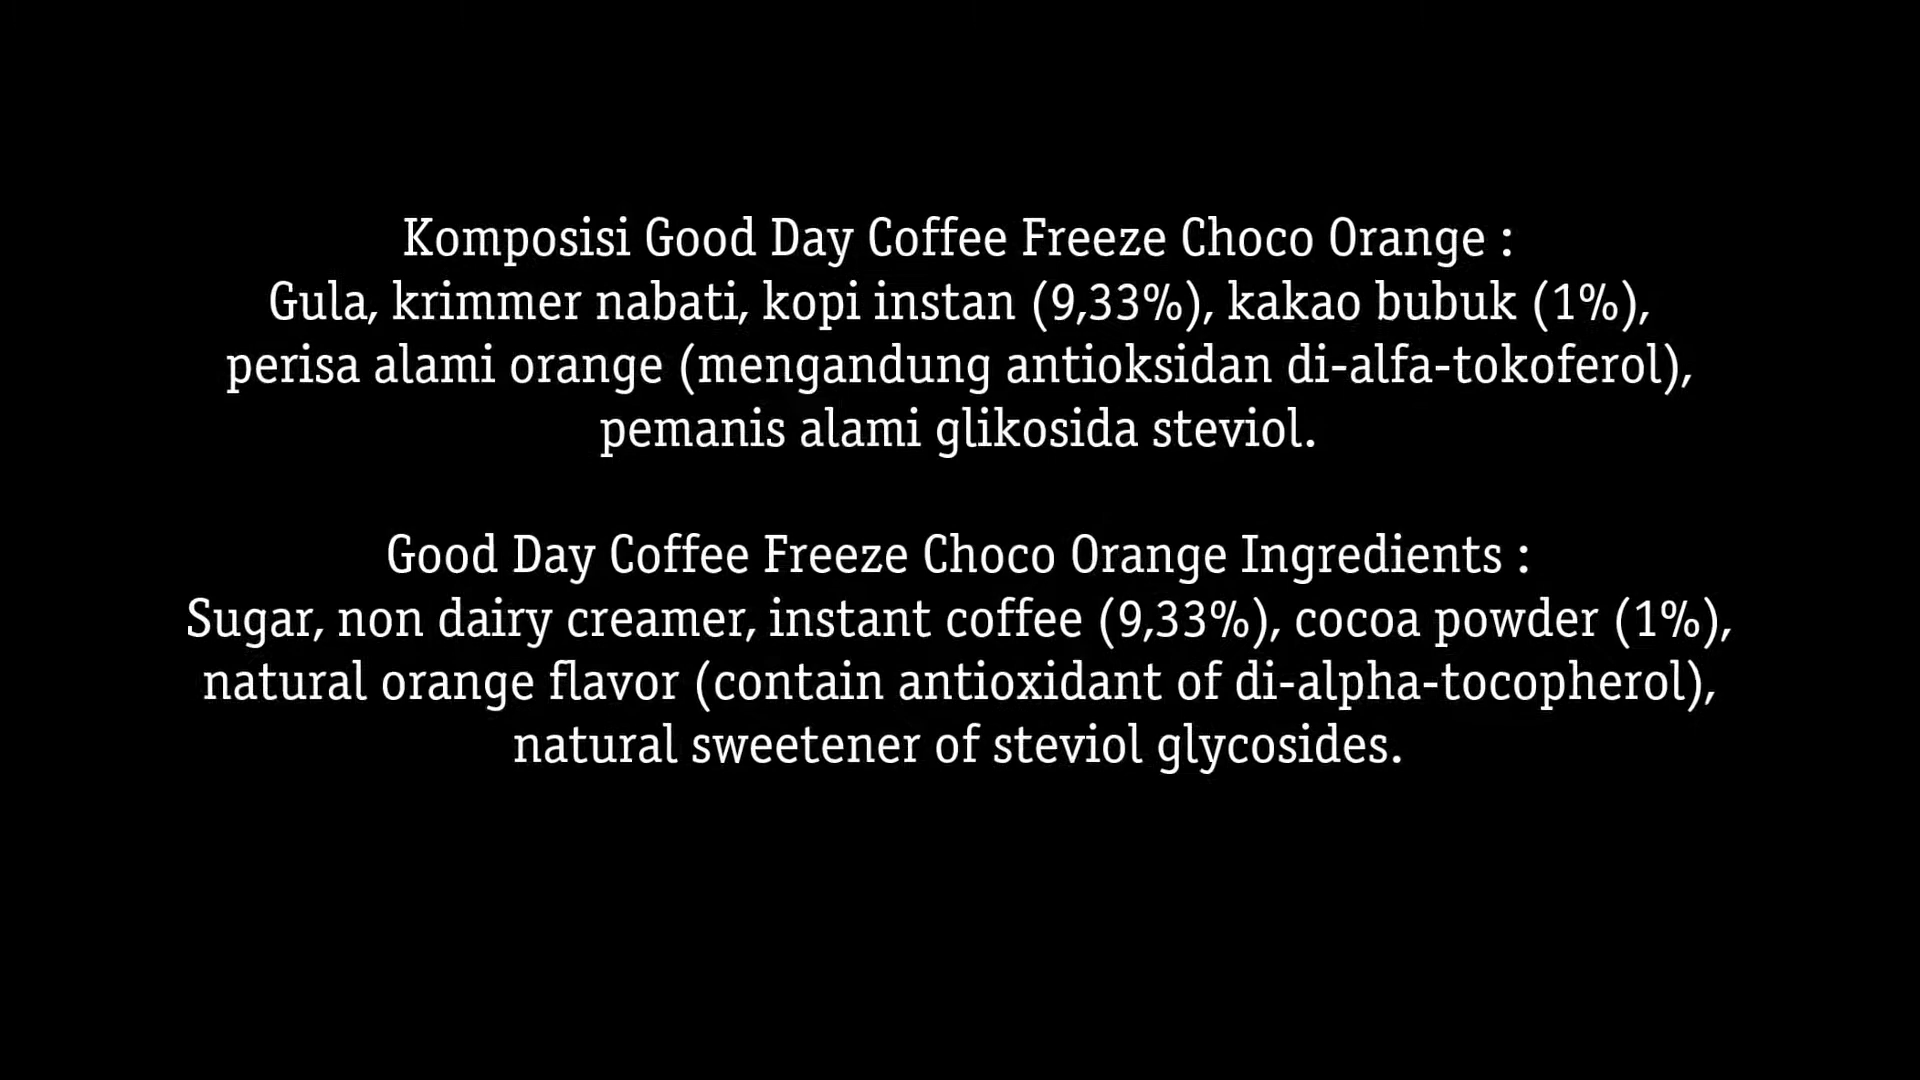 Komposisi Good Day Coffee Freeze Choco Orange :
Gula, krimmer nabati, kopi instan (9,33%), kakao bubuk (1%),
perisa alami orange (mengandung antioksidan di-alfa-tokoferol),
pemanis alami glikosida steviol.
Good Day Coffee Freeze Choco Orange Ingredients :
Sugar, non dairy creamer, instant coffee (9,33%), cocoa powder (1%),
natural orange flavor (contain antioxidant of di-alpha-tocopherol),
natural sweetener of steviol glycosides.